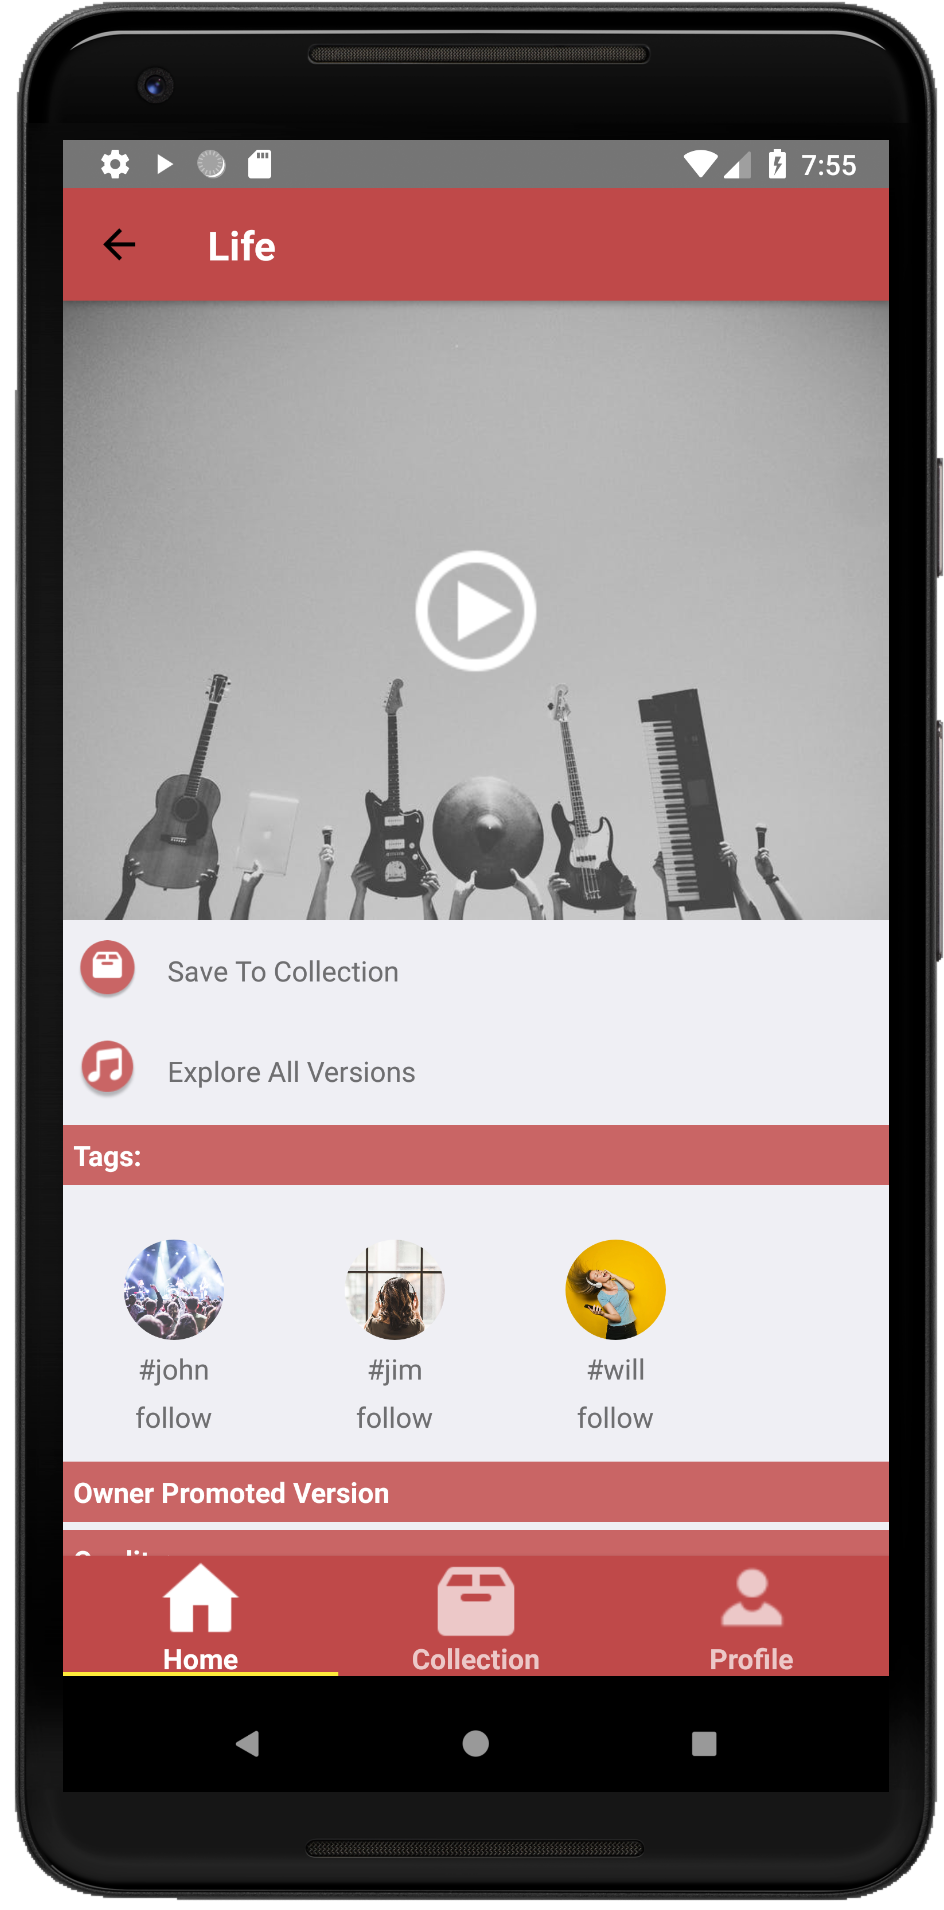 7:55
Life
Save To Collection
Explore All Versions
Tags:
#john
#jim
#will
follow
follow
follow
Owner Promoted Version
Home
Collection
Profile